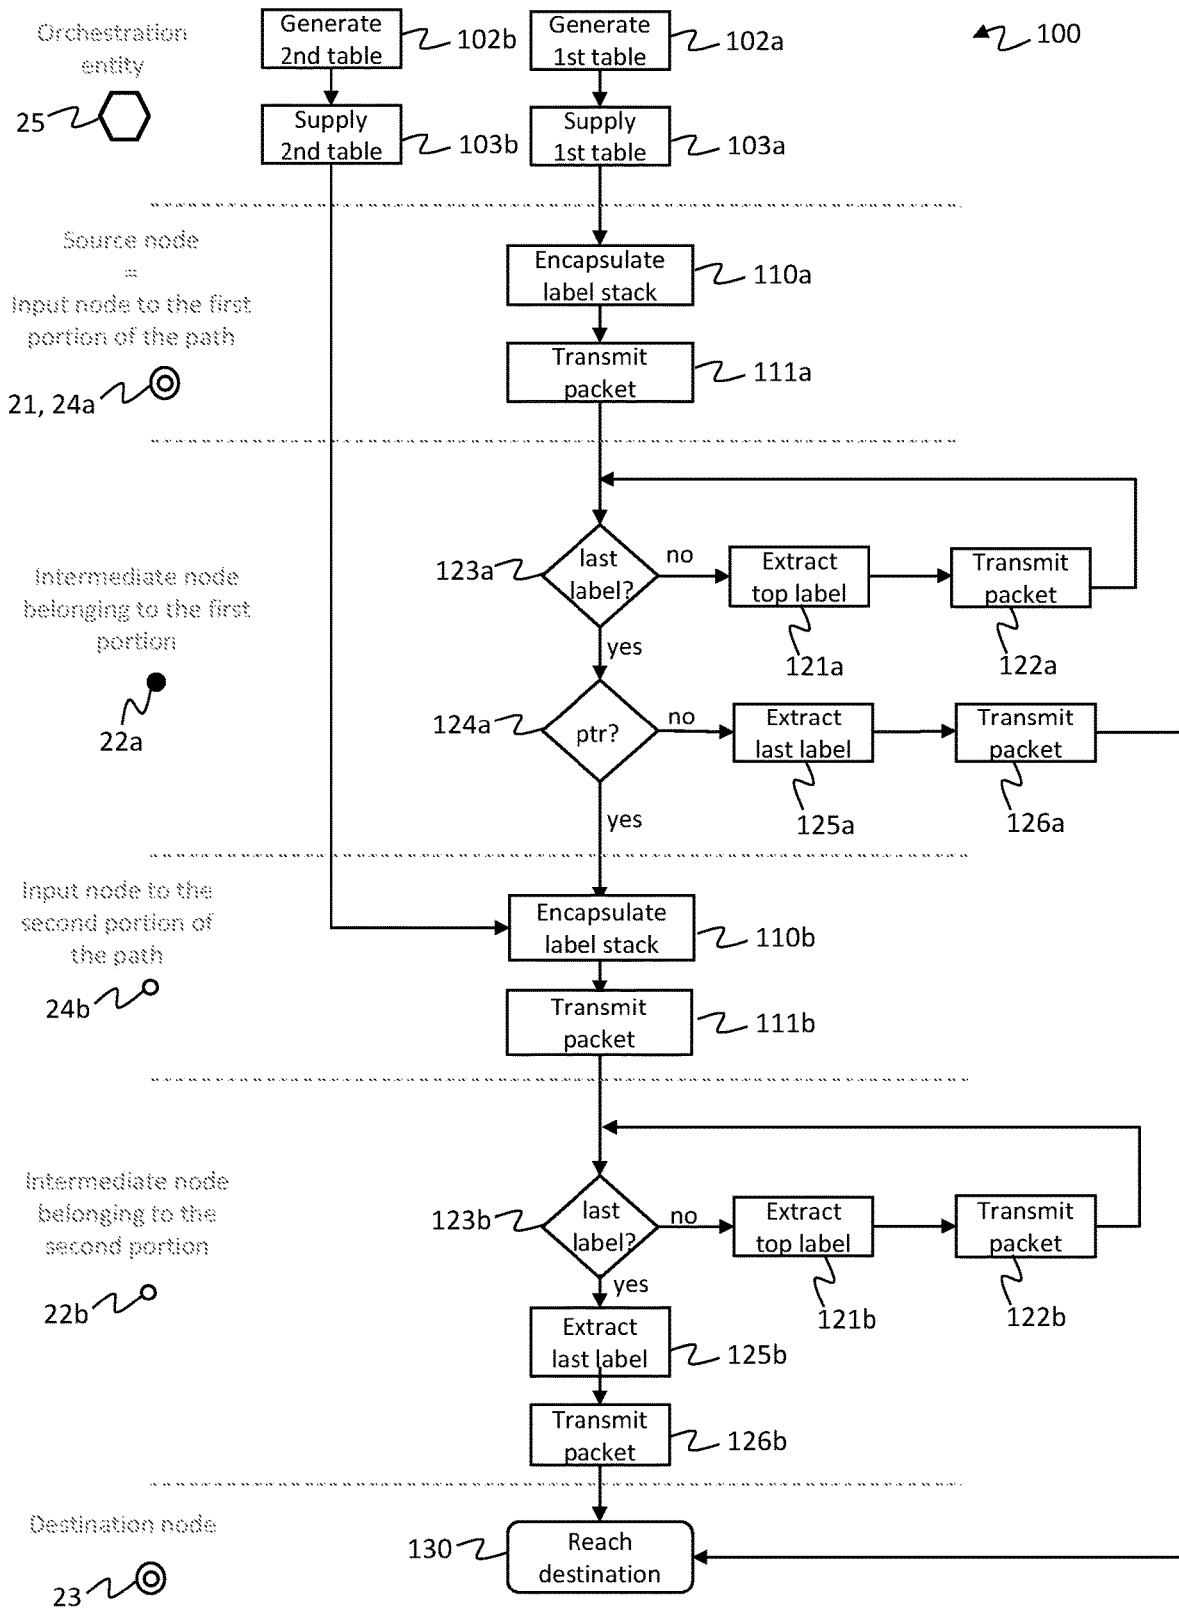 Orchestration
entity
25
Generate
2nd table
102b
Generate
1st table
102a
100
Supply
2nd table
103b
Supply
1st table
103a
Source node
=
Input node to the first
portion of the path
21, 24a
Encapsulate
label stack
110a
Transmit
packet
111a
Intermediate node
belonging to the first
portion
22a
123a
last
label?
no
Extract
top label
121a
Transmit
packet
122a
yes
124a
ptr?
no
Extract
last label
125a
Transmit
packet
126a
yes
Input node to the
second portion of
the path
24b
Encapsulate
label stack
110b
Transmit
packet
111b
Intermediate node
belonging to the
second portion
22b
123b
last
label?
no
Extract
top label
121b
Transmit
packet
122b
yes
Extract
last label
125b
Transmit
packet
126b
Destination node
23
130
Reach
destination